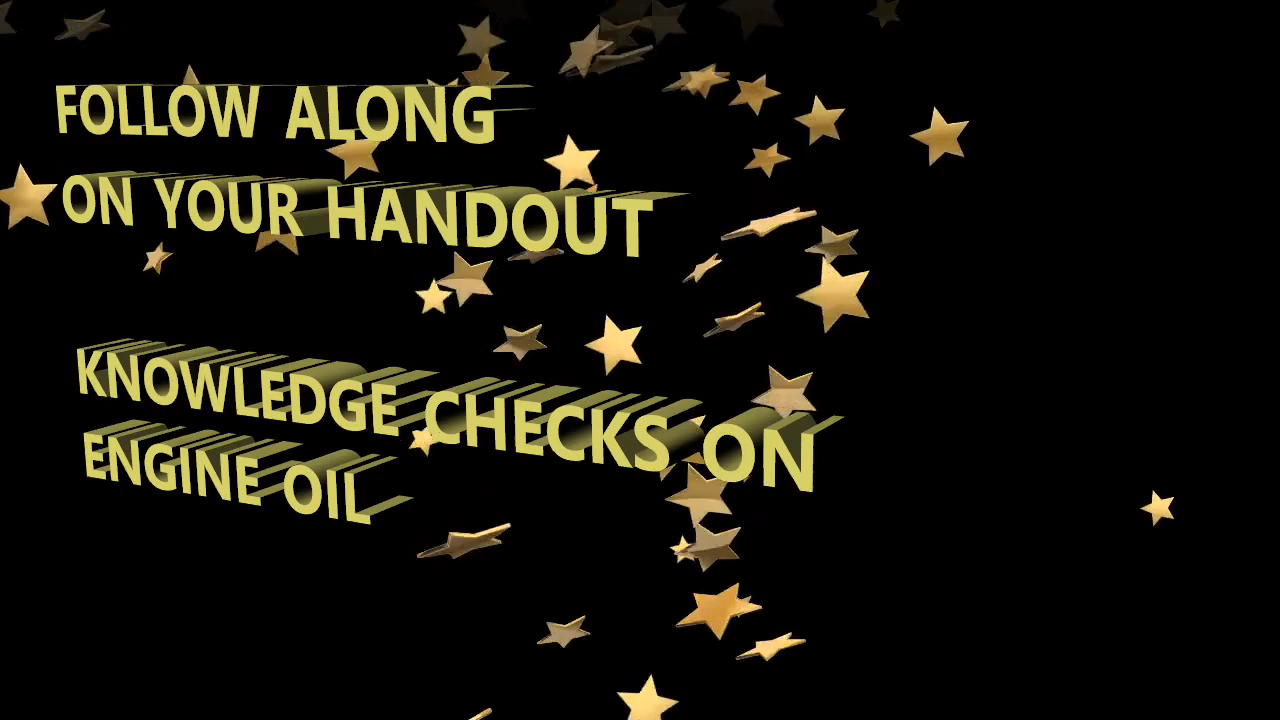 FOLLOW ALONG
ON YOUR HANDOUT
KNOWLEDGE CHECKS ON
ENGINE OIL